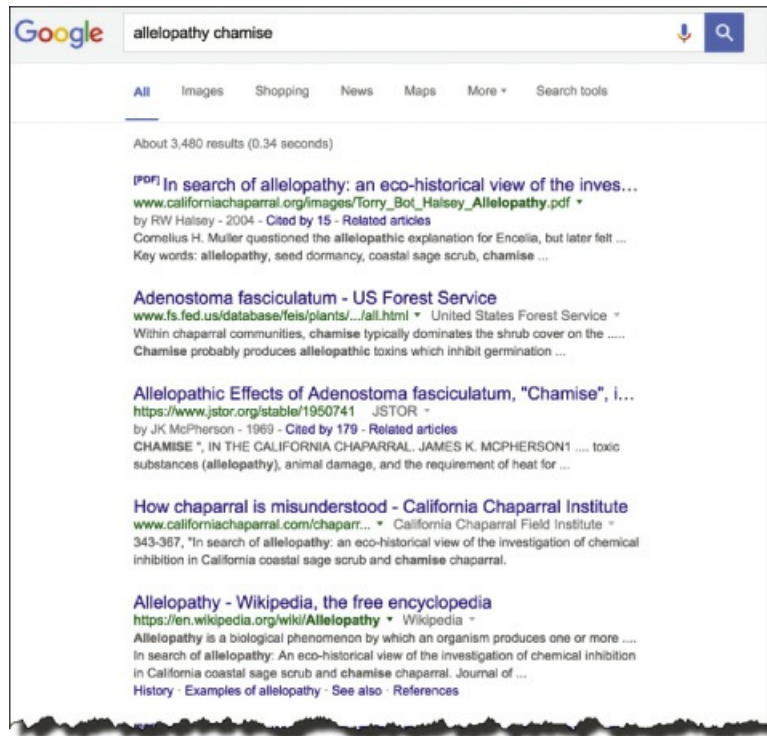 Google allelopathy chamise
All Images Shopping News Maps More Search tools
About 3,480 results (0.34 seconds)
[PDF] In search of allelopathy: an eco-historical view of the inves...
www.californiachaparral.org/images/Torry_Bot_Halsey_Allelopathy.pdf
by RW Halsey - 2004 - Cited by 15 - Related articles
Cornelius H. Muller questioned the allelopathic explanation for Encelia, but later felt ...
Key words: allelopathy, seed dormancy, coastal sage scrub, chamise ...
Adenostoma fasciculatum - US Forest Service
www.fs.fed.us/database/feis/plants/.../all.html United States Forest Service
Within chaparral communities, chamise typically dominates the shrub cover on the .....
Chamise probably produces allelopathic toxins which inhibit germination ...
Allelopathic Effects of Adenostoma fasciculatum, "Chamise", i...
https://www.jstor.org/stable/1950741 JSTOR
by JK McPherson - 1969 - Cited by 179 - Related articles
CHAMISE ", IN THE CALIFORNIA CHAPARRAL. JAMES K. MCPHERSON1 .... toxic
substances (allelopathy), animal damage, and the requirement of heat for ...
How chaparral is misunderstood - California Chaparral Institute
www.californiachaparral.com/chaparr... California Chaparral Field Institute
343-367, "In search of allelopathy: an eco-historical view of the investigation of chemical
inhibition in California coastal sage scrub and chamise chaparral.
Allelopathy - Wikipedia, the free encyclopedia
https://en.wikipedia.org/wiki/Allelopathy Wikipedia
Allelopathy is a biological phenomenon by which an organism produces one or more ....
In search of allelopathy: An eco-historical view of the investigation of chemical inhibition
in California coastal sage scrub and chamise chaparral. Journal of ...
History · Examples of allelopathy · See also · References